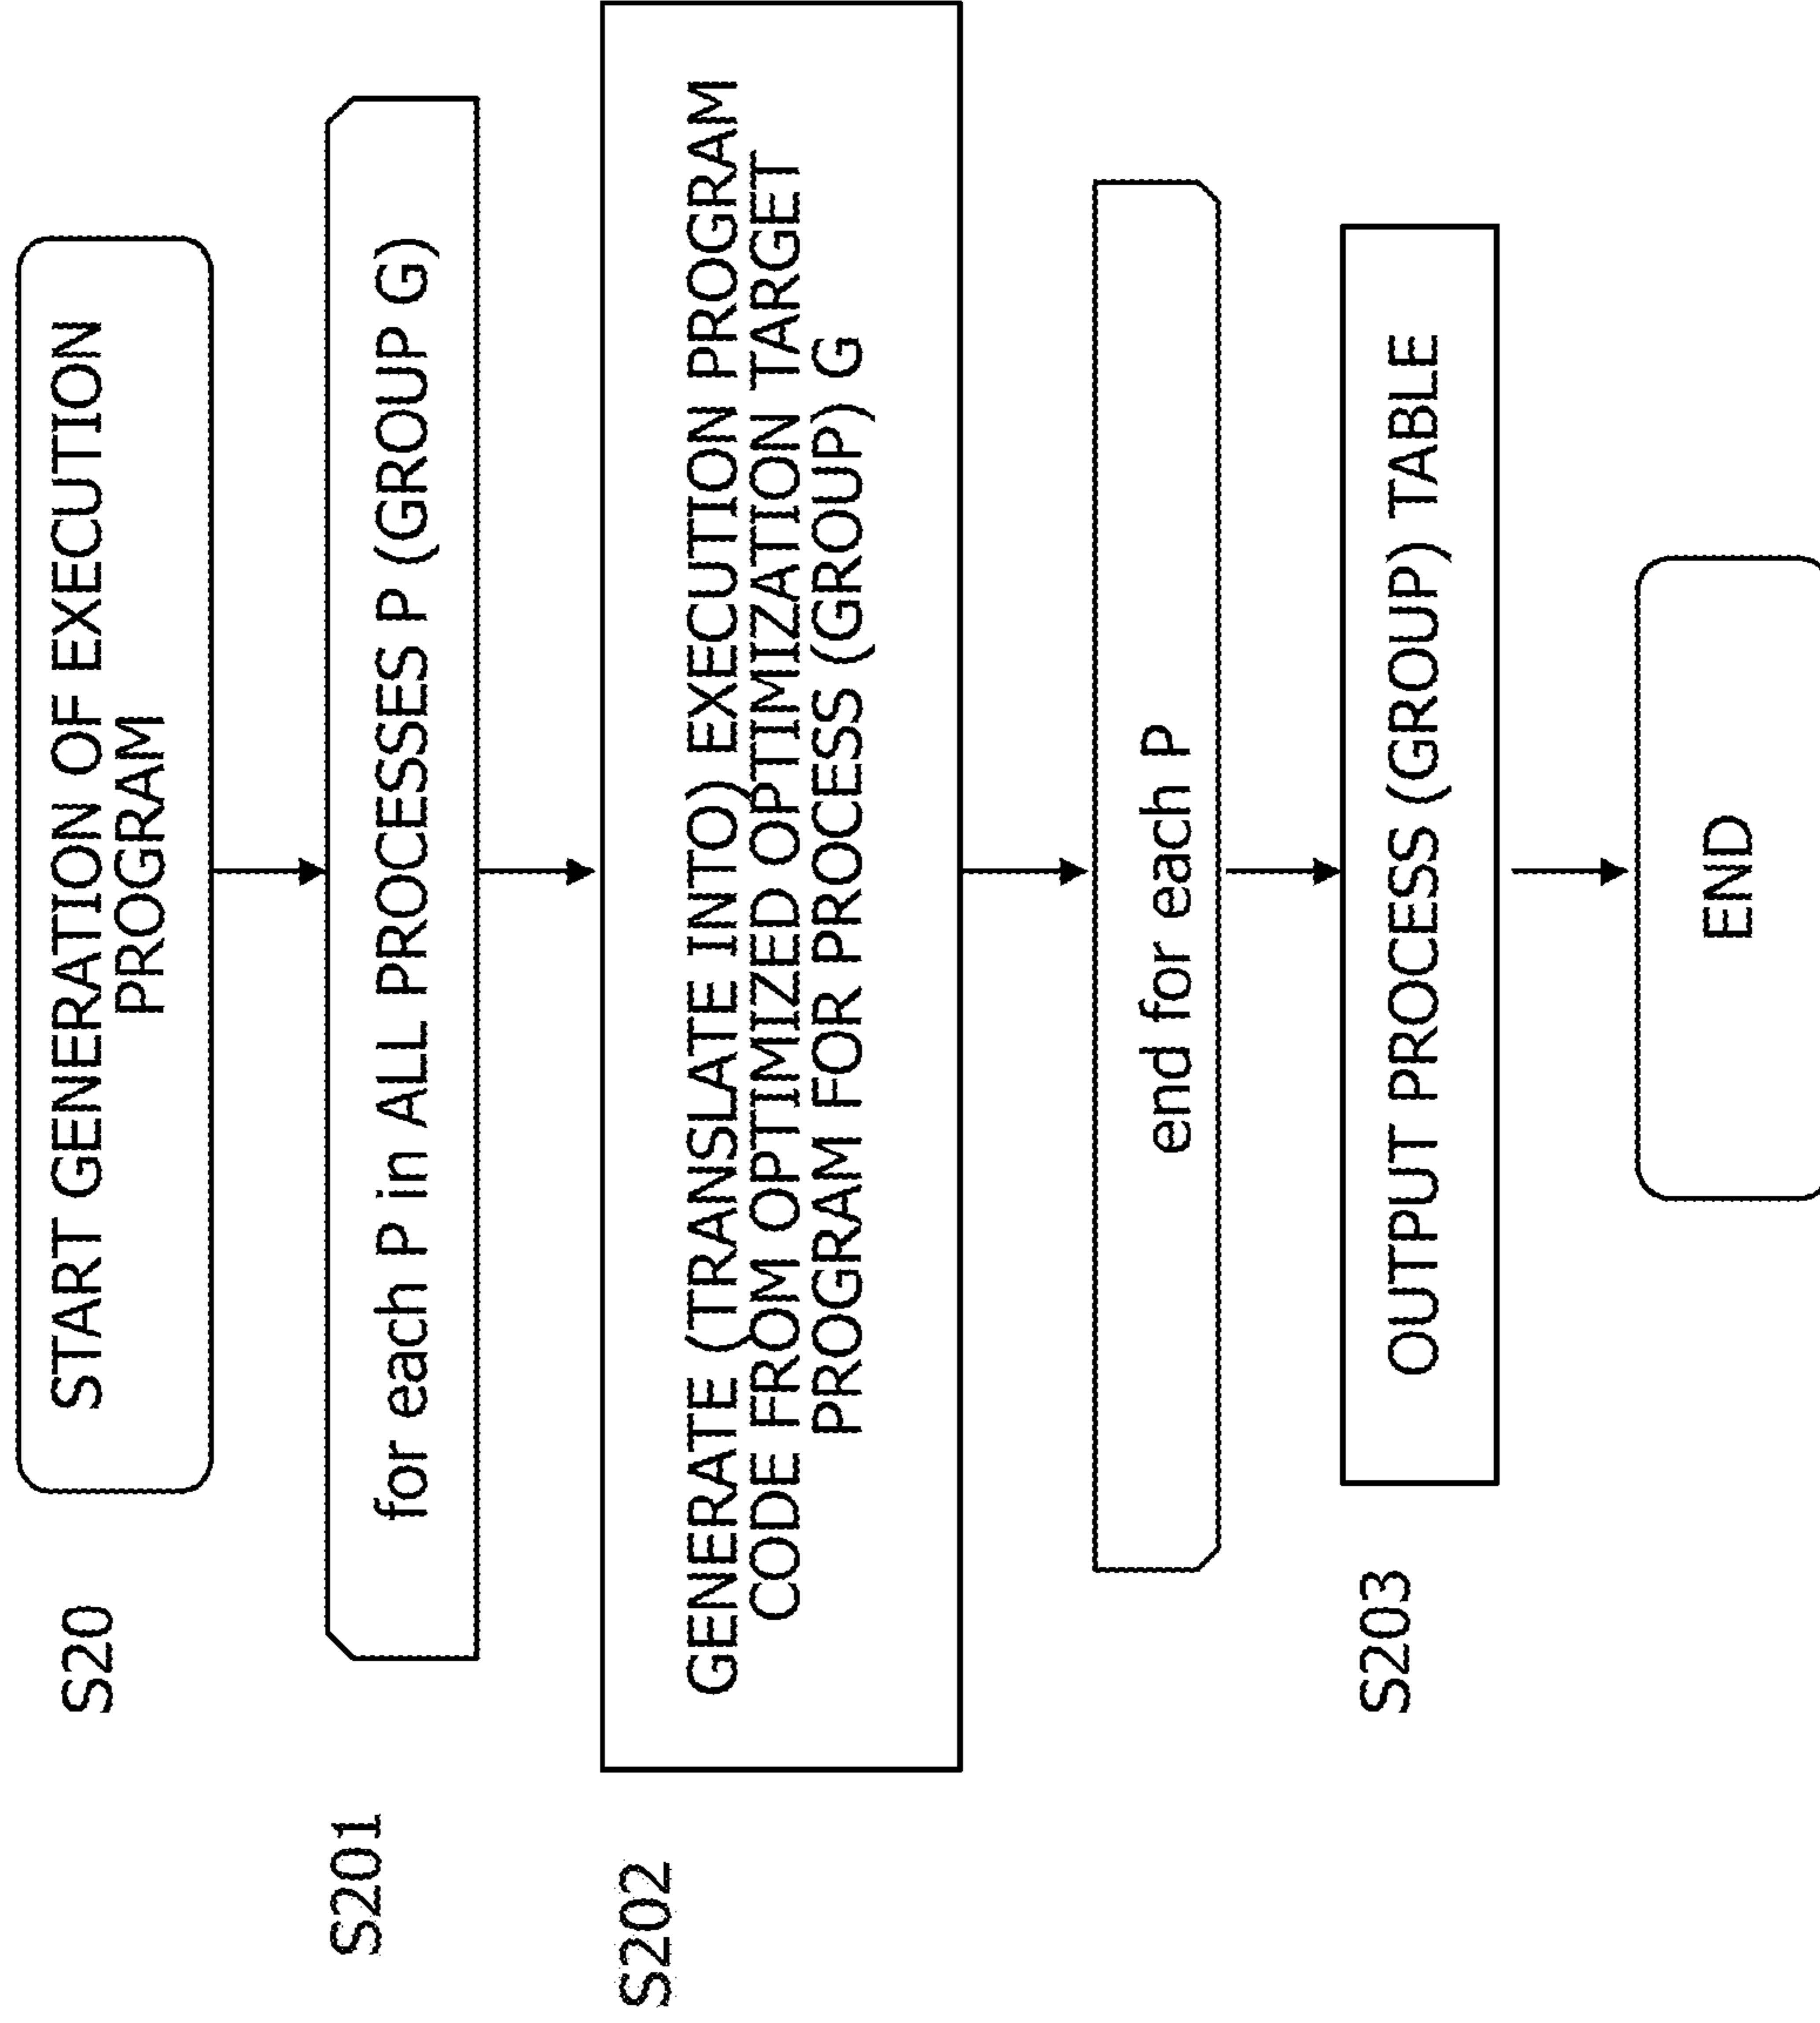 S20
START GENERATION OF EXECUTION
PROGRAM
S201
for each P in ALL PROCESSES P (GROUP G)
S202
GENERATE (TRANSLATE INTO) EXECUTION PROGRAM
CODE FROM OPTIMIZED OPTIMIZATION TARGET
PROGRAM FOR PROCESS (GROUP) G
end for each P
S203
OUTPUT PROCESS (GROUP) TABLE
END